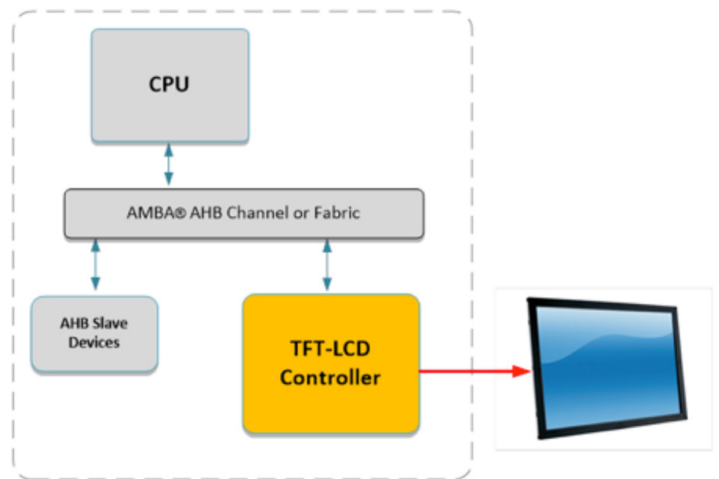 CPU
AMBA® AHB Channel or Fabric
AHB Slave
Devices
TFT-LCD
Controller